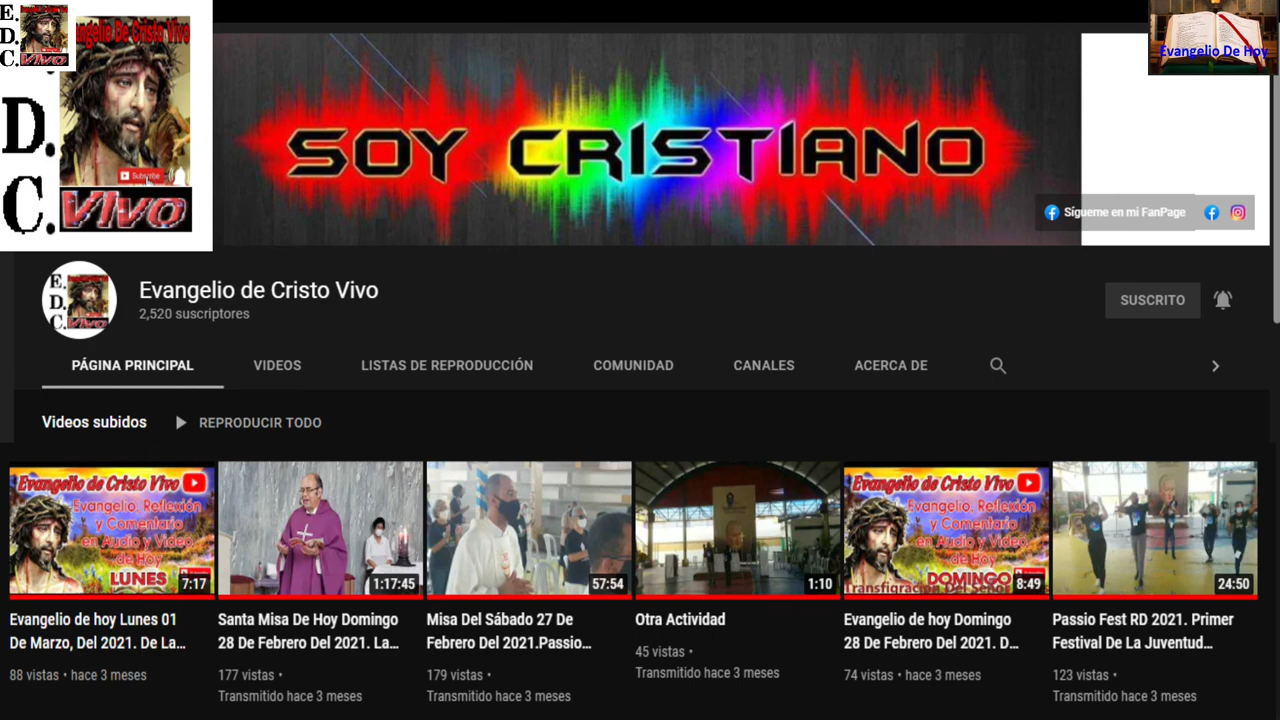 E.
D.
C.
Vivo
Evangelio De Cristo Vivo
D.
C.
Subscribe
Vivo
SOY CRISTIANO
Evangelio De Hoy
Sígueme en mi FanPage
E.
D.
C.
Vivo
Evangelio de Cristo Vivo
2,520 suscriptores
SUSCRITO
PÁGINA PRINCIPAL
VIDEOS
LISTAS DE REPRODUCCIÓN
COMUNIDAD
CANALES
ACERCA DE
Videos subidos
REPRODUCIR TODO
Evangelio de Cristo Vivo
Evangelio, Reflexión
y Comentario
en Audio y Video
de Hoy
LUNES
7:17
Evangelio de hoy Lunes 01
De Marzo, Del 2021. De La...
88 vistas • hace 3 meses
1:17:45
Santa Misa De Hoy Domingo
28 De Febrero Del 2021. La...
177 vistas •
Transmitido hace 3 meses
57:54
Misa Del Sábado 27 De
Febrero Del 2021.Passio...
179 vistas •
Transmitido hace 3 meses
1:10
Otra Actividad
45 vistas •
Transmitido hace 3 meses
Evangelio de Cristo Vivo
Evangelio, Reflexión
y Comentario
en Audio y Video
de Hoy
DOMINGO
Transfigración Del Señor
8:49
Evangelio de hoy Domingo
28 De Febrero Del 2021. D...
74 vistas • hace 3 meses
24:50
Passio Fest RD 2021. Primer
Festival De La Juventud...
123 vistas •
Transmitido hace 3 meses